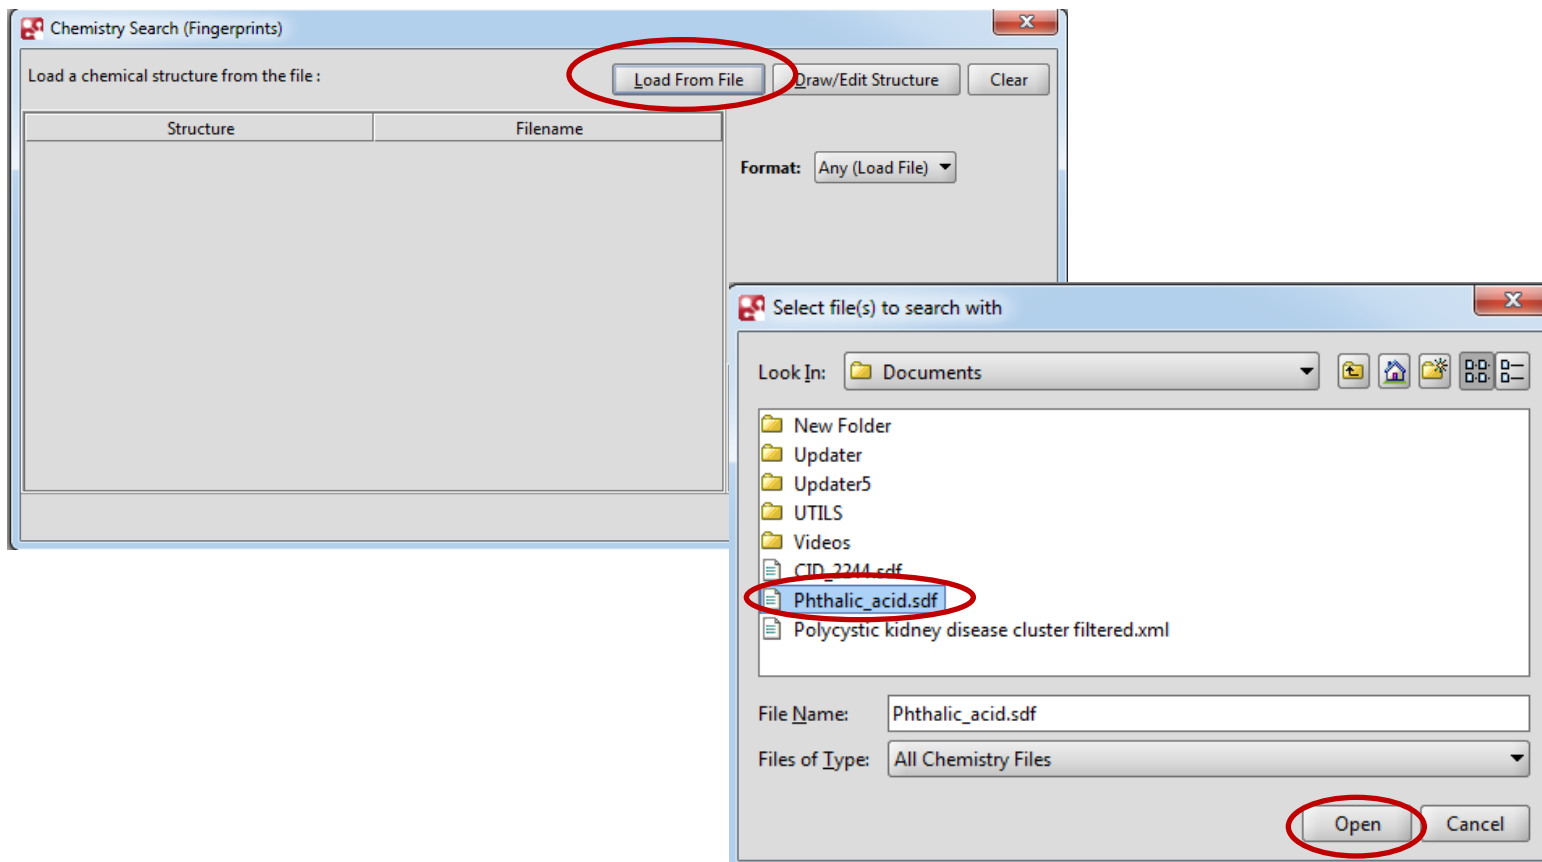 Chemistry Search (Fingerprints)
Load a chemical structure from the file :
Load From File
Draw/Edit Structure
Clear
Structure
Filename
Format: Any (Load File)
Select file(s) to search with
Look In: Documents
New Folder
Updater
Updater5
UTILS
Videos
CID_2244.sdf
Phthalic_acid.sdf
Polycystic kidney disease cluster filtered.xml
File Name: Phthalic_acid.sdf
Files of Type: All Chemistry Files
Open
Cancel